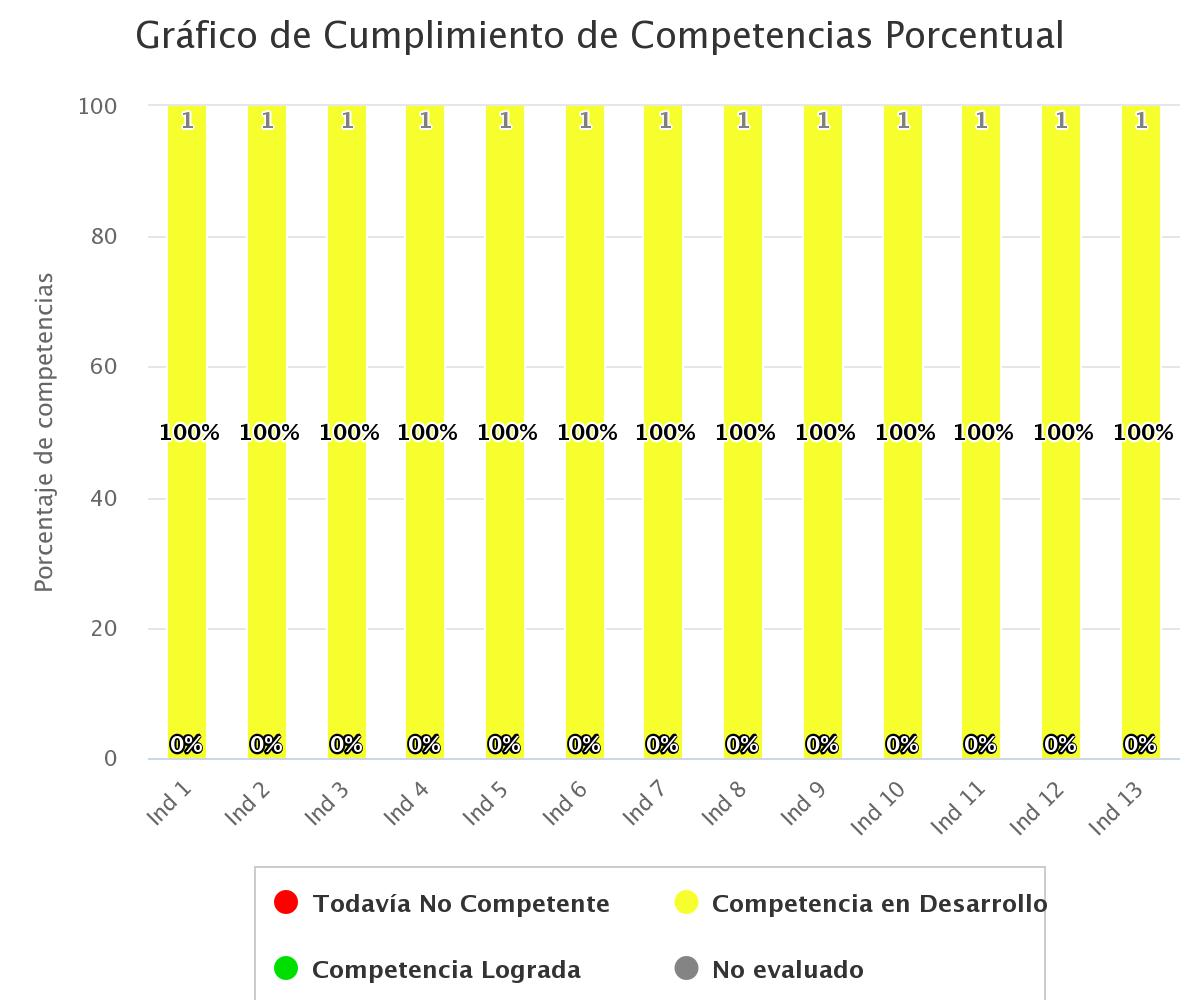 Gráfico de Cumplimiento de Competencias Porcentual
Porcentaje de competencias
100
80
60
40
20
0
1 1 1 1 1 1 1 1 1 1 1 1 1
100% 100% 100% 100% 100% 100% 100% 100% 100% 100% 100% 100% 100%
0% 0% 0% 0% 0% 0% 0% 0% 0% 0% 0% 0% 0%
Ind 1 Ind 2 Ind 3 Ind 4 Ind 5 Ind 6 Ind 7 Ind 8 Ind 9 Ind 10 Ind 11 Ind 12 Ind 13
Todavía No Competente Competencia en Desarrollo
Competencia Lograda No evaluado